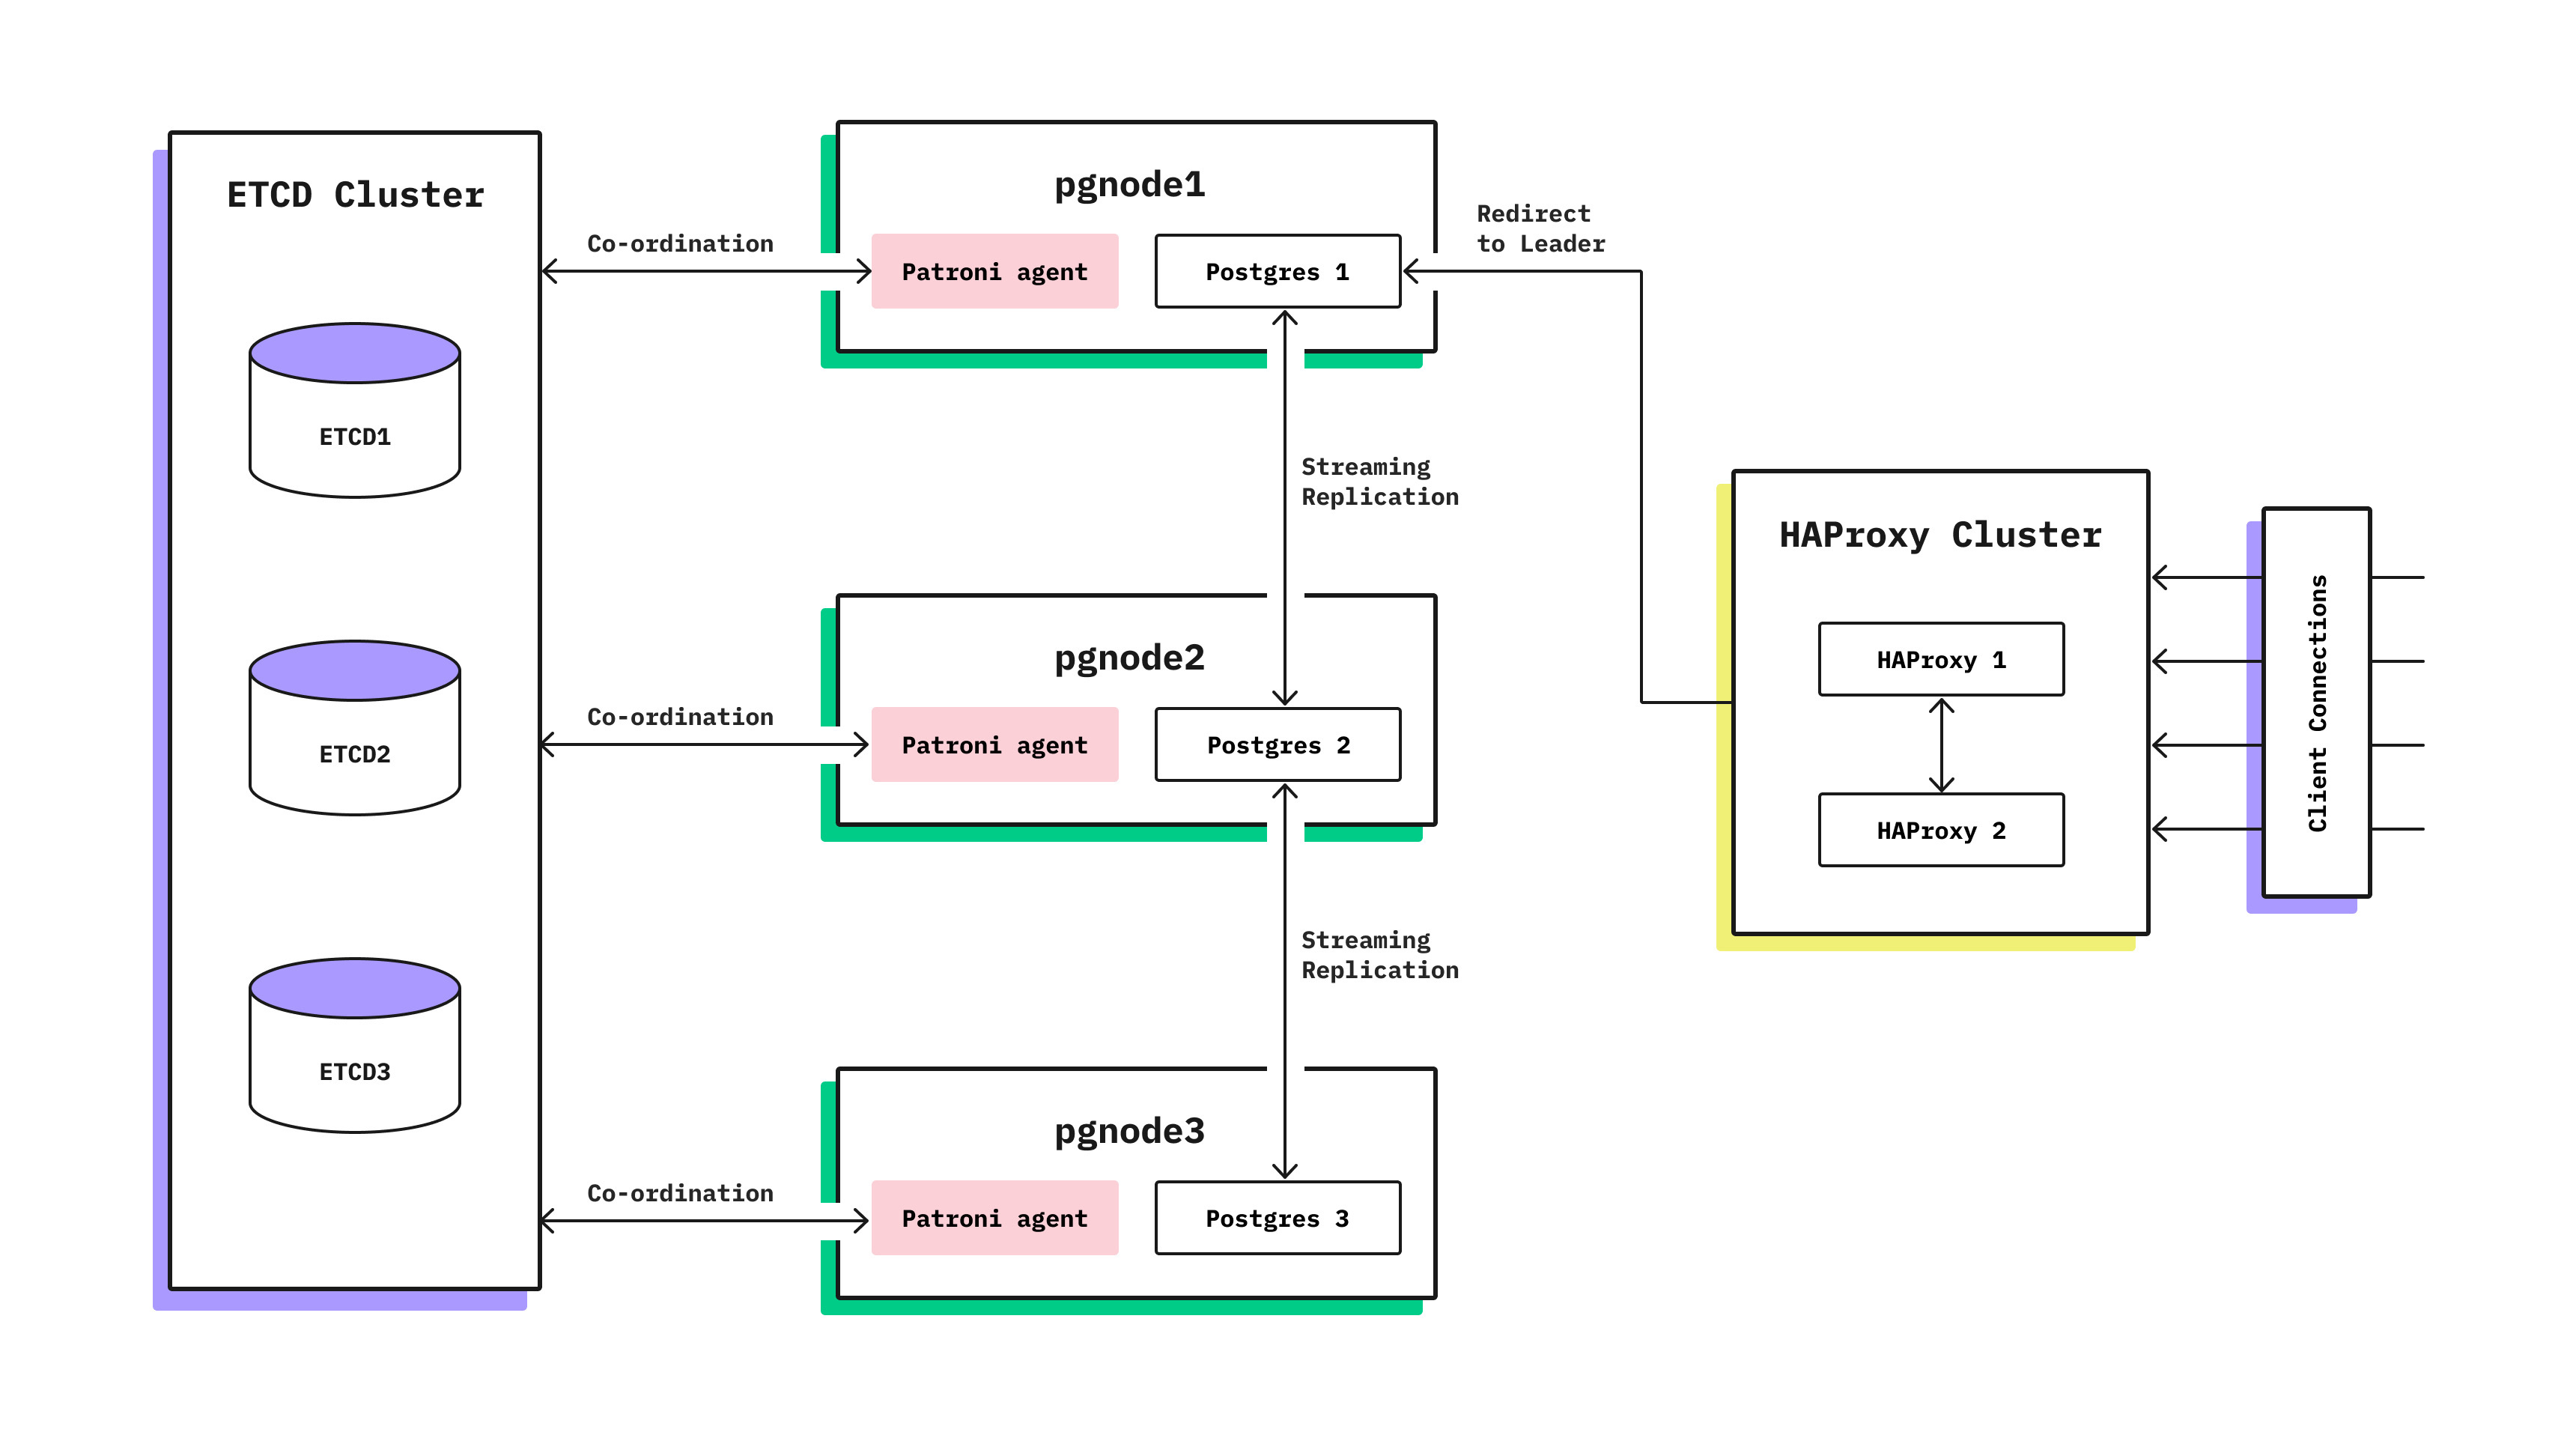 ETCD Cluster
ETCD1
ETCD2
ETCD3
Co-ordination
Co-ordination
Co-ordination
pgnode1
Patroni agent
Postgres 1
Redirect
to Leader
Streaming
Replication
pgnode2
Patroni agent
Postgres 2
Streaming
Replication
pgnode3
Patroni agent
Postgres 3
HAProxy Cluster
HAProxy 1
HAProxy 2
Client Connections